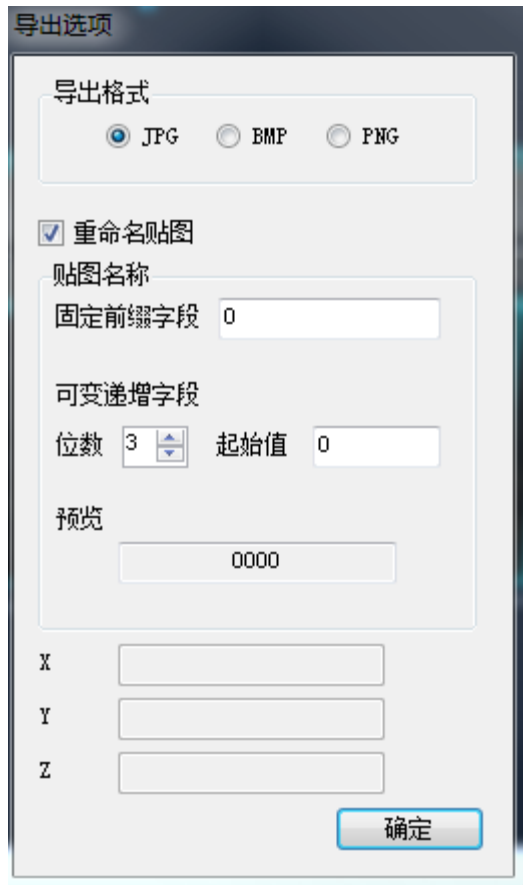 导出选项
导出格式
JPG BMP PNG
重命名贴图
贴图名称
固定前缀字段 0
可变递增字段
位数 3 起始值 0
预览
0000
X
Y
Z
确定